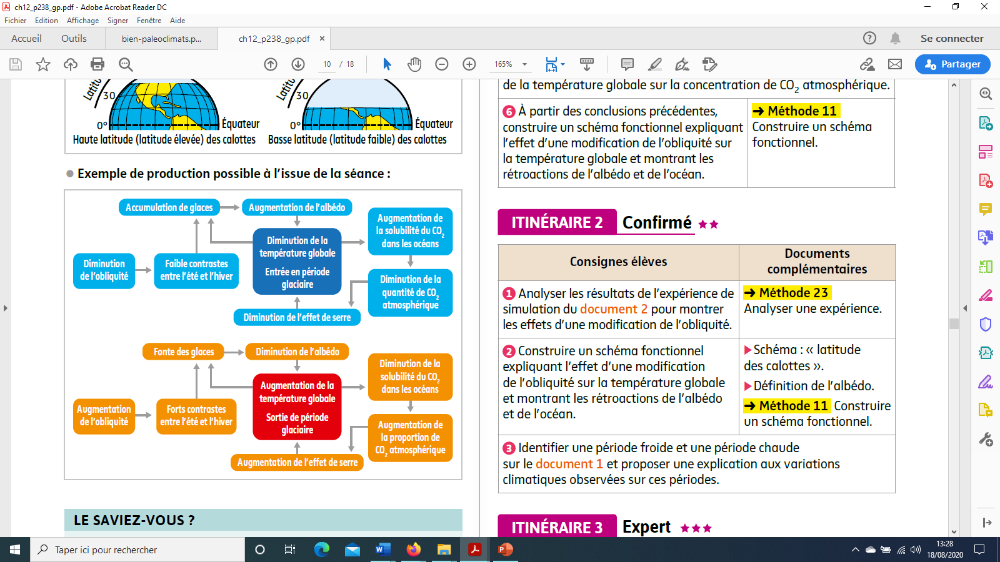 ch12_p238_gp.pdf - Adobe Acrobat Reader DC
Fichier Edition Affichage Signer Fenêtre Aide
Accueil Outils bien-paleoclimats.p... ch12_p238_gp.pdf × Se connecter
10 / 18 165% Partager
Latitu
30
0°
Équateur
Haute latitude (latitude élevée) des calottes
Latitu
30
0°
Équateur
Basse latitude (latitude faible) des calottes
Exemple de production possible à l'issue de la séance :
Accumulation de glaces
Augmentation de l'albédo
Augmentation de
la solubilité du CO2
dans les océans
Diminution de la
température globale
Entrée en période
glaciaire
Diminution
de l'obliquité
Faible contrastes
entre l'été et l'hiver
Diminution de la
quantité de CO2
atmosphérique
Diminution de l'effet de serre
Fonte des glaces
Diminution de l'albédo
Diminution de la
solubilité du CO2
dans les océans
Augmentation de la
température globale
Sortie de période
glaciaire
Augmentation
de l'obliquité
Forts contrastes
entre l'été et l'hiver
Augmentation de
la proportion de
CO2 atmosphérique
Augmentation de l'effet de serre
LE SAVIEZ-VOUS ?
de la température globale sur la concentration de CO2 atmosphérique.
6 À partir des conclusions précédentes,
construire un schéma fonctionnel expliquant
l'effet d'une modification de l'obliquité sur
la température globale et montrant les
rétroactions de l'albédo et de l'océan.
➜ Méthode 11
Construire un schéma
fonctionnel.
ITINÉRAIRE 2 Confirmé ★★
Consignes élèves
Documents
complémentaires
1 Analyser les résultats de l'expérience de
simulation du document 2 pour montrer
les effets d'une modification de l'obliquité.
➜ Méthode 23
Analyser une expérience.
2 Construire un schéma fonctionnel
expliquant l'effet d'une modification
de l'obliquité sur la température globale
et montrant les rétroactions de l'albédo
et de l'océan.
▶ Schéma : « latitude
des calottes ».
▶ Définition de l'albédo.
➜ Méthode 11 Construire
un schéma fonctionnel.
3 Identifier une période froide et une période chaude
sur le document 1 et proposer une explication aux variations
climatiques observées sur ces périodes.
ITINÉRAIRE 3 Expert ★★★
Taper ici pour rechercher
13:28
18/08/2020